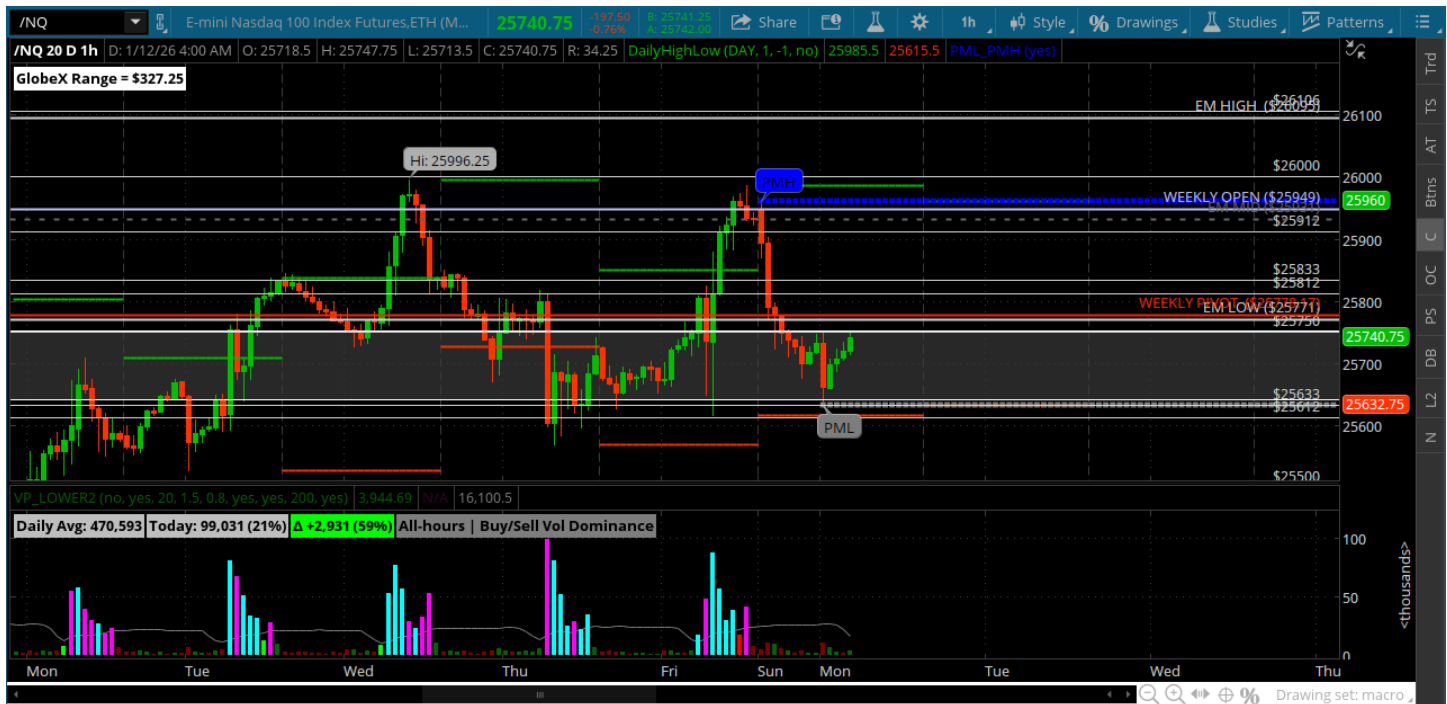 /NQ E-mini Nasdaq 100 Index Futures,ETH (M... 25740.75 -197.50 -0.76% B: 25741.25 A: 25742.00 Share 1h Style % Drawings Studies Patterns
/NQ 20 D 1h D: 1/12/26 4:00 AM O: 25718.5 H: 25747.75 L: 25713.5 C: 25740.75 R: 34.25 DailyHighLow (DAY, 1, -1, no) 25985.5 25615.5 PML_PMH (yes)
GlobeX Range = $327.25
$26106
EM HIGH ($26095)
26100
Hi: 25996.25
$26000
26000
PMH
WEEKLY OPEN ($25949)
25960
$25912
25900
$25833
$25812
WEEKLY PIVOT ($25778.17)
25800
EM LOW ($25771)
$25750
25740.75
25700
$25633
25632.75
$25612
PML
25600
$25500
VP_LOWER2 (no, yes, 20, 1.5, 0.8, yes, yes, 200, yes) 3,944.69 N/A 16,100.5
Daily Avg: 470,593 Today: 99,031 (21%) Δ +2,931 (59%) All-hours | Buy/Sell Vol Dominance
100
50
0
<thousands>
Mon Tue Wed Thu Fri Sun Mon Tue Wed Thu
% Drawing set: macro
Trd
TS
AT
Btns
C
OC
PS
DB
L2
N